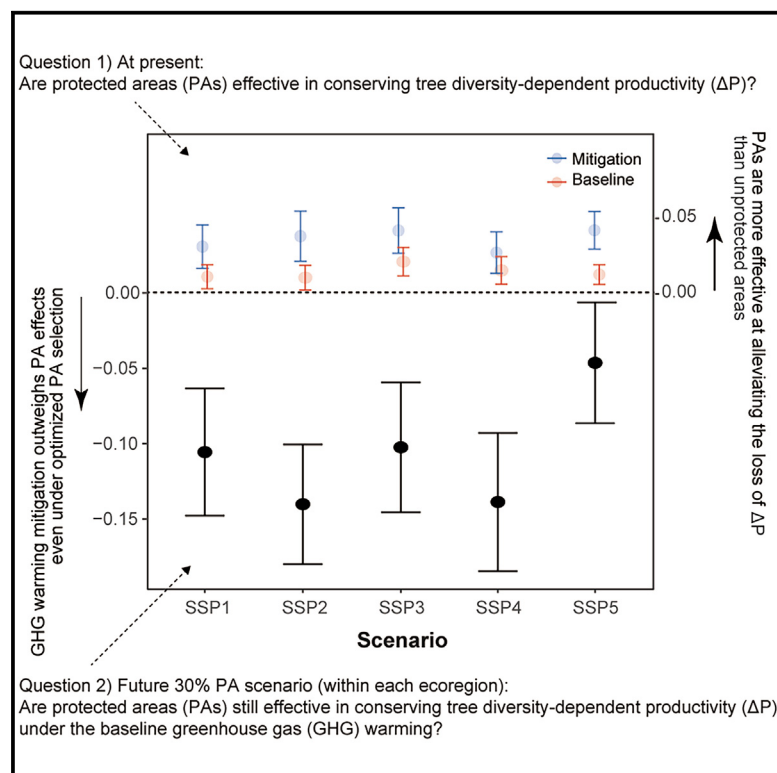 Question 1) At present:
Are protected areas (PAs) effective in conserving tree diversity-dependent productivity (ΔP)?
Mitigation
Baseline
0.05
0.00
PAs are more effective at alleviating the loss of ΔP
than unprotected areas
0.00
−0.05
−0.10
−0.15
GHG warming mitigation outweighs PA effects
even under optimized PA selection
SSP1
SSP2
SSP3
SSP4
SSP5
Scenario
Question 2) Future 30% PA scenario (within each ecoregion):
Are protected areas (PAs) still effective in conserving tree diversity-dependent productivity (ΔP)
under the baseline greenhouse gas (GHG) warming?